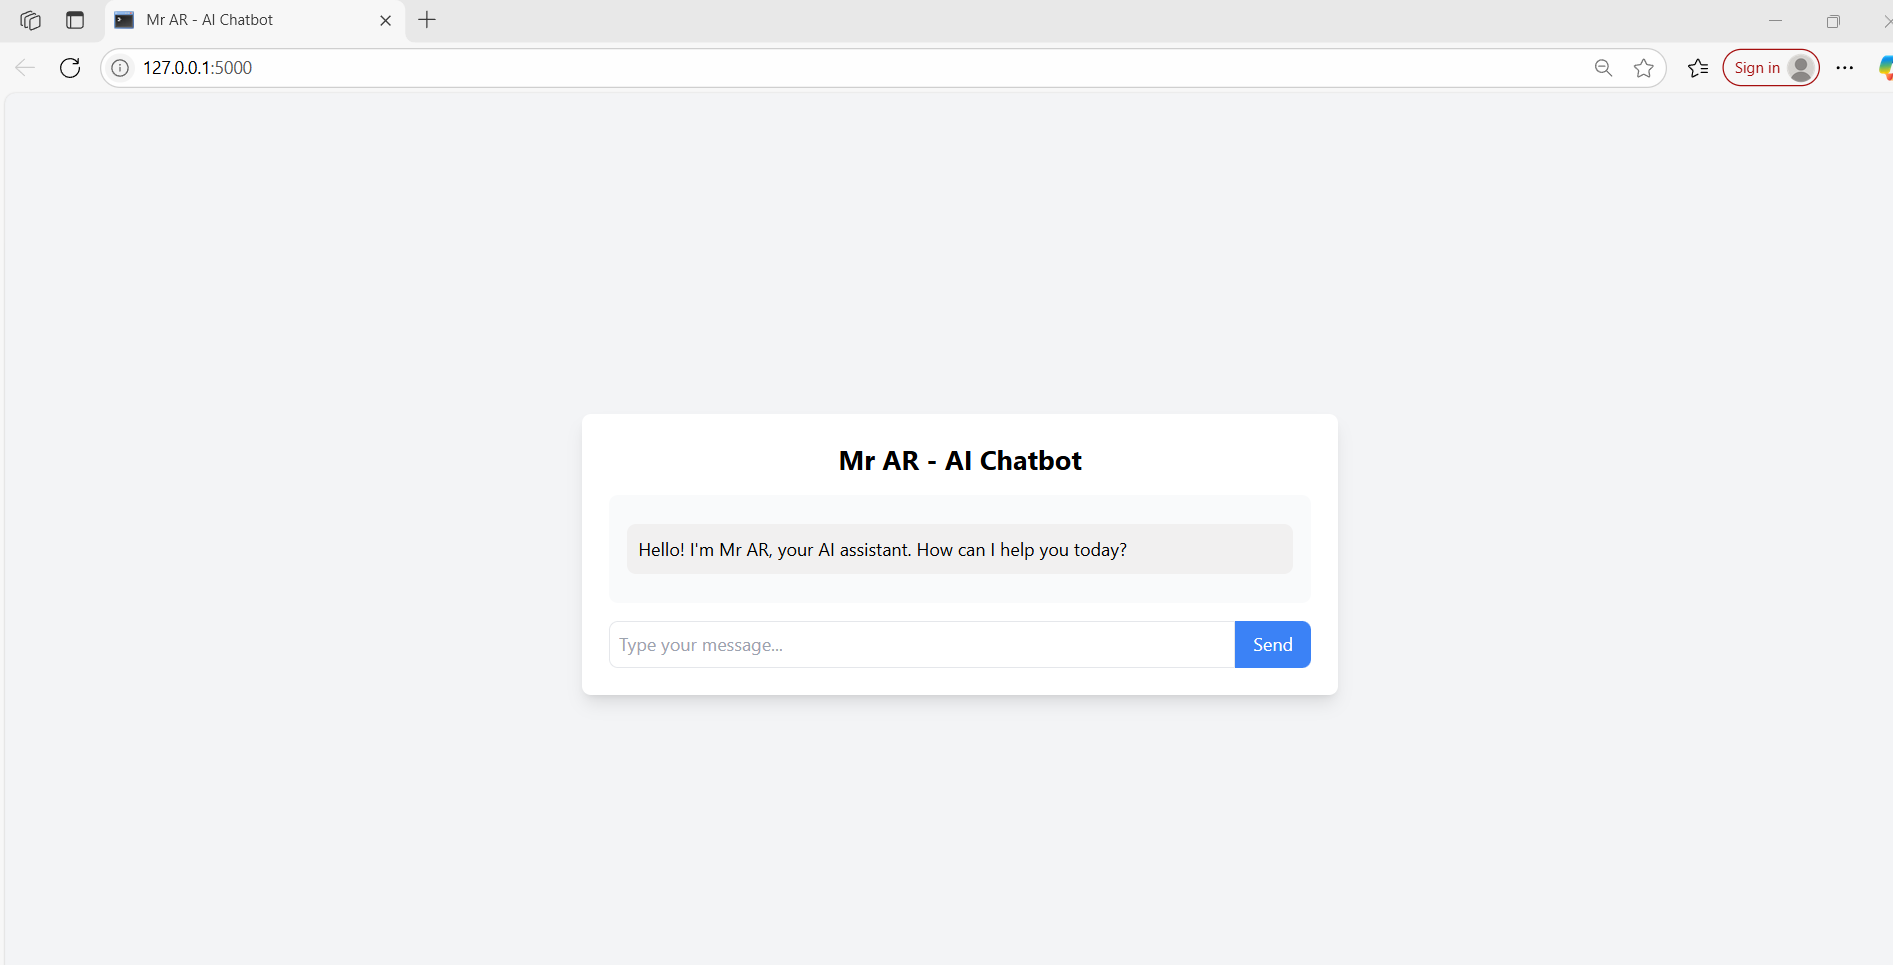 Mr AR - AI Chatbot
127.0.0.1:5000
Sign in
Mr AR - AI Chatbot
Hello! I'm Mr AR, your AI assistant. How can I help you today?
Type your message...
Send